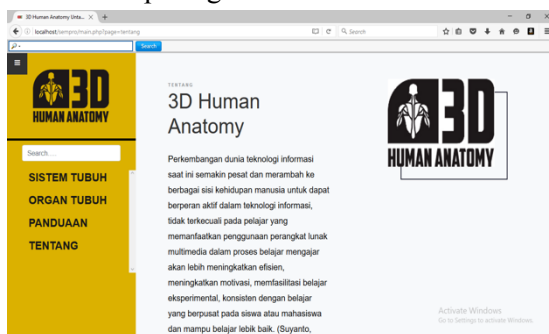 3D Human Anatomy Unta...
localhost/sempro/main.php?page=tentang
Search
Search
3D
HUMAN ANATOMY
Search...
SISTEM TUBUH
ORGAN TUBUH
PANDUAAN
TENTANG
TENTANG
3D Human
Anatomy
Perkembangan dunia teknologi informasi
saat ini semakin pesat dan merambah ke
berbagai sisi kehidupan manusia untuk dapat
berperan aktif dalam teknologi informasi,
tidak terkecuali pada pelajar yang
memanfaatkan penggunaan perangkat lunak
multimedia dalam proses belajar mengajar
akan lebih meningkatkan efisien,
meningkatkan motivasi, memfasilitasi belajar
eksperimental, konsisten dengan belajar
yang berpusat pada siswa atau mahasiswa
dan mampu belajar lebih baik. (Suyanto,
3D
HUMAN ANATOMY
Activate Windows
Go to Settings to activate Windows.